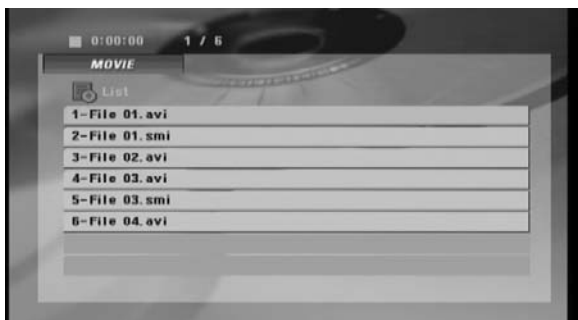 0:00:00 1 / 6
MOVIE
List
1-File 01.avi
2-File 01.smi
3-File 02.avi
4-File 03.avi
5-File 03.smi
6-File 04.avi